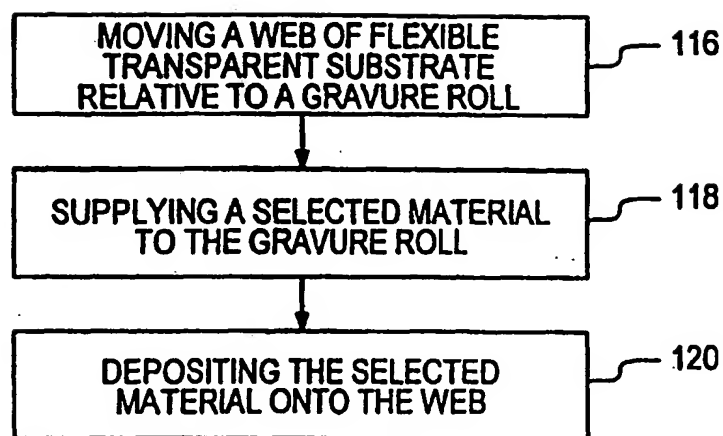 MOVING A WEB OF FLEXIBLE
TRANSPARENT SUBSTRATE
RELATIVE TO A GRAVURE ROLL
116
SUPPLYING A SELECTED MATERIAL
TO THE GRAVURE ROLL
118
DEPOSITING THE SELECTED
MATERIAL ONTO THE WEB
120